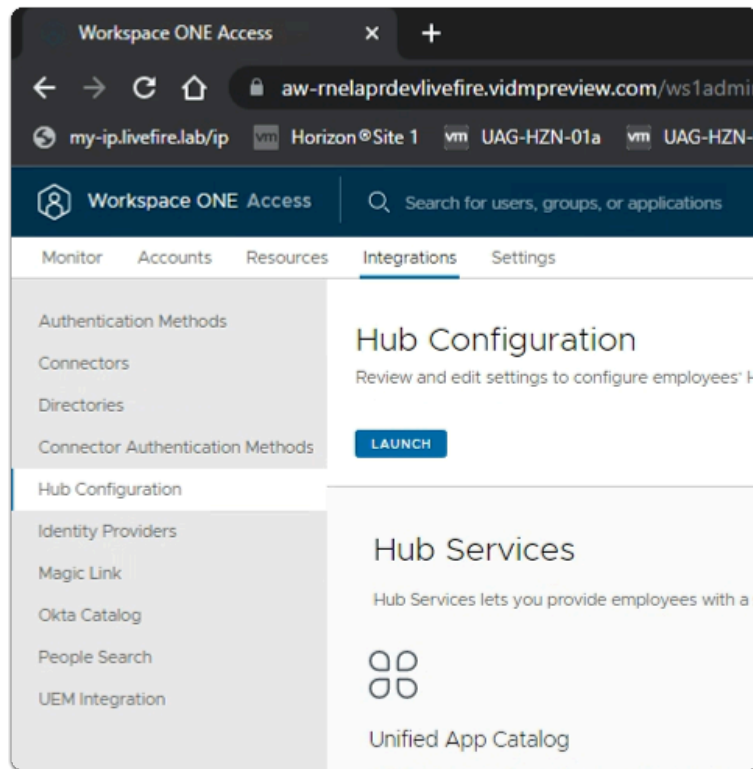 Workspace ONE Access
aw-rnelaprdevlivefire.vidmpreview.com/ws1admi
my-ip.livefire.lab/ip vm Horizon®Site 1 vm UAG-HZN-01a vm UAG-HZN-
Workspace ONE Access Search for users, groups, or applications
Monitor Accounts Resources Integrations Settings
Authentication Methods
Connectors
Directories
Connector Authentication Methods
Hub Configuration
Identity Providers
Magic Link
Okta Catalog
People Search
UEM Integration
Hub Configuration
Review and edit settings to configure employees' H
LAUNCH
Hub Services
Hub Services lets you provide employees with a
Unified App Catalog